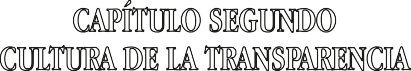 CAPÍTULO SEGUNDO
CULTURA DE LA TRANSPARENCIA